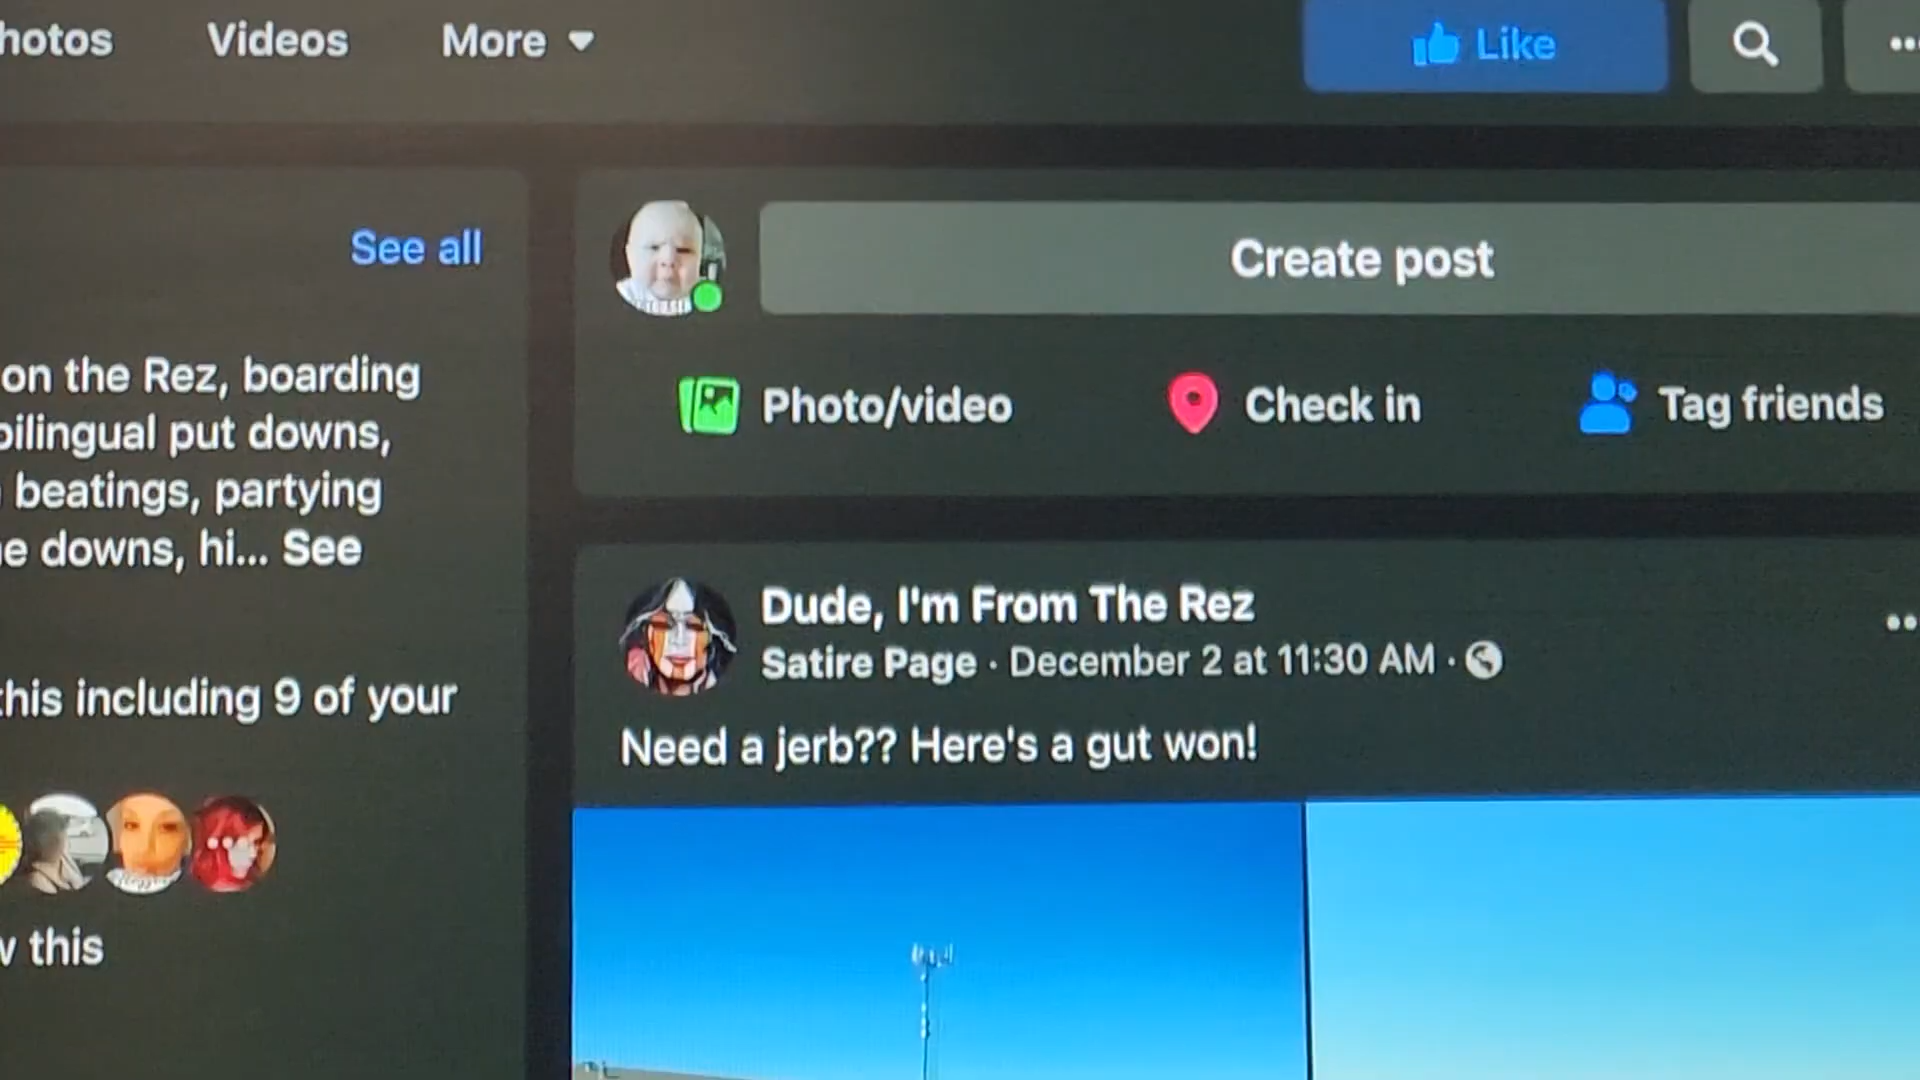 hotos Videos More Like
See all
on the Rez, boarding
bilingual put downs,
beatings, partying
e downs, hi... See
this including 9 of your
w this
Create post
Photo/video Check in Tag friends
Dude, I'm From The Rez
Satire Page · December 2 at 11:30 AM ·
Need a jerb?? Here's a gut won!